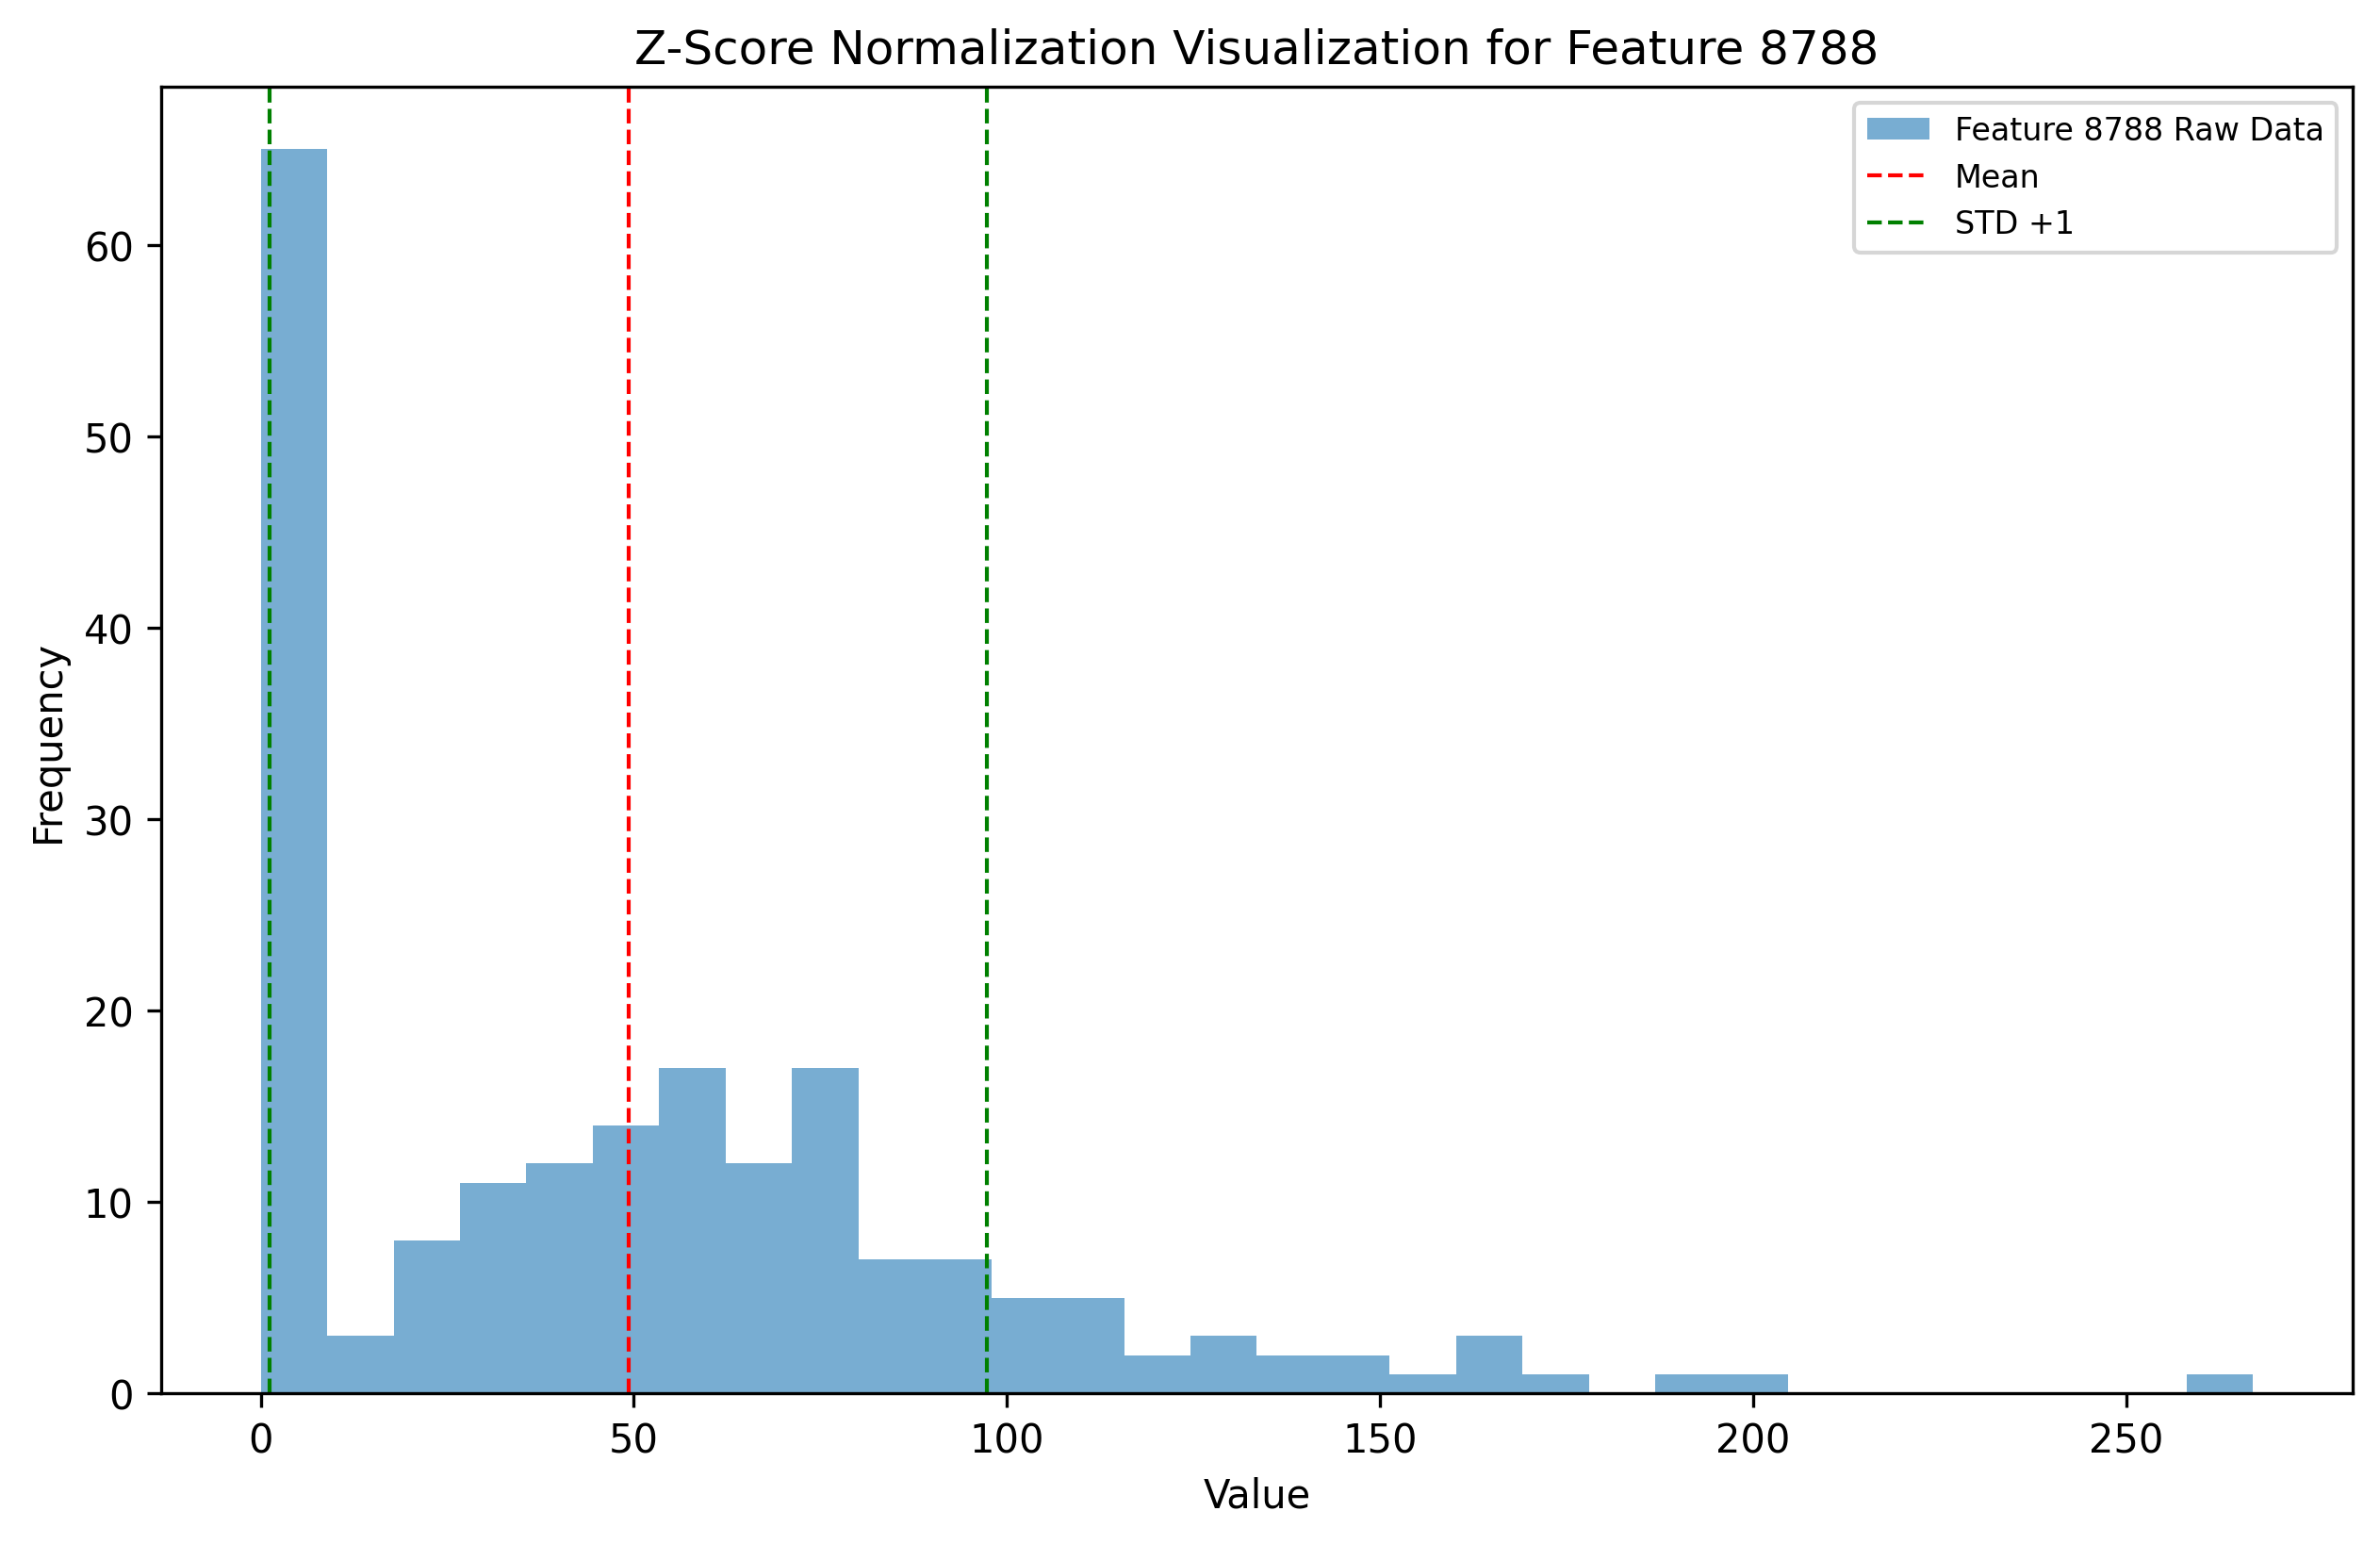 Z-Score Normalization Visualization for Feature 8788
Feature 8788 Raw Data
Mean
STD +1
Frequency
60
50
40
30
20
10
0
0 50 100 150 200 250
Value